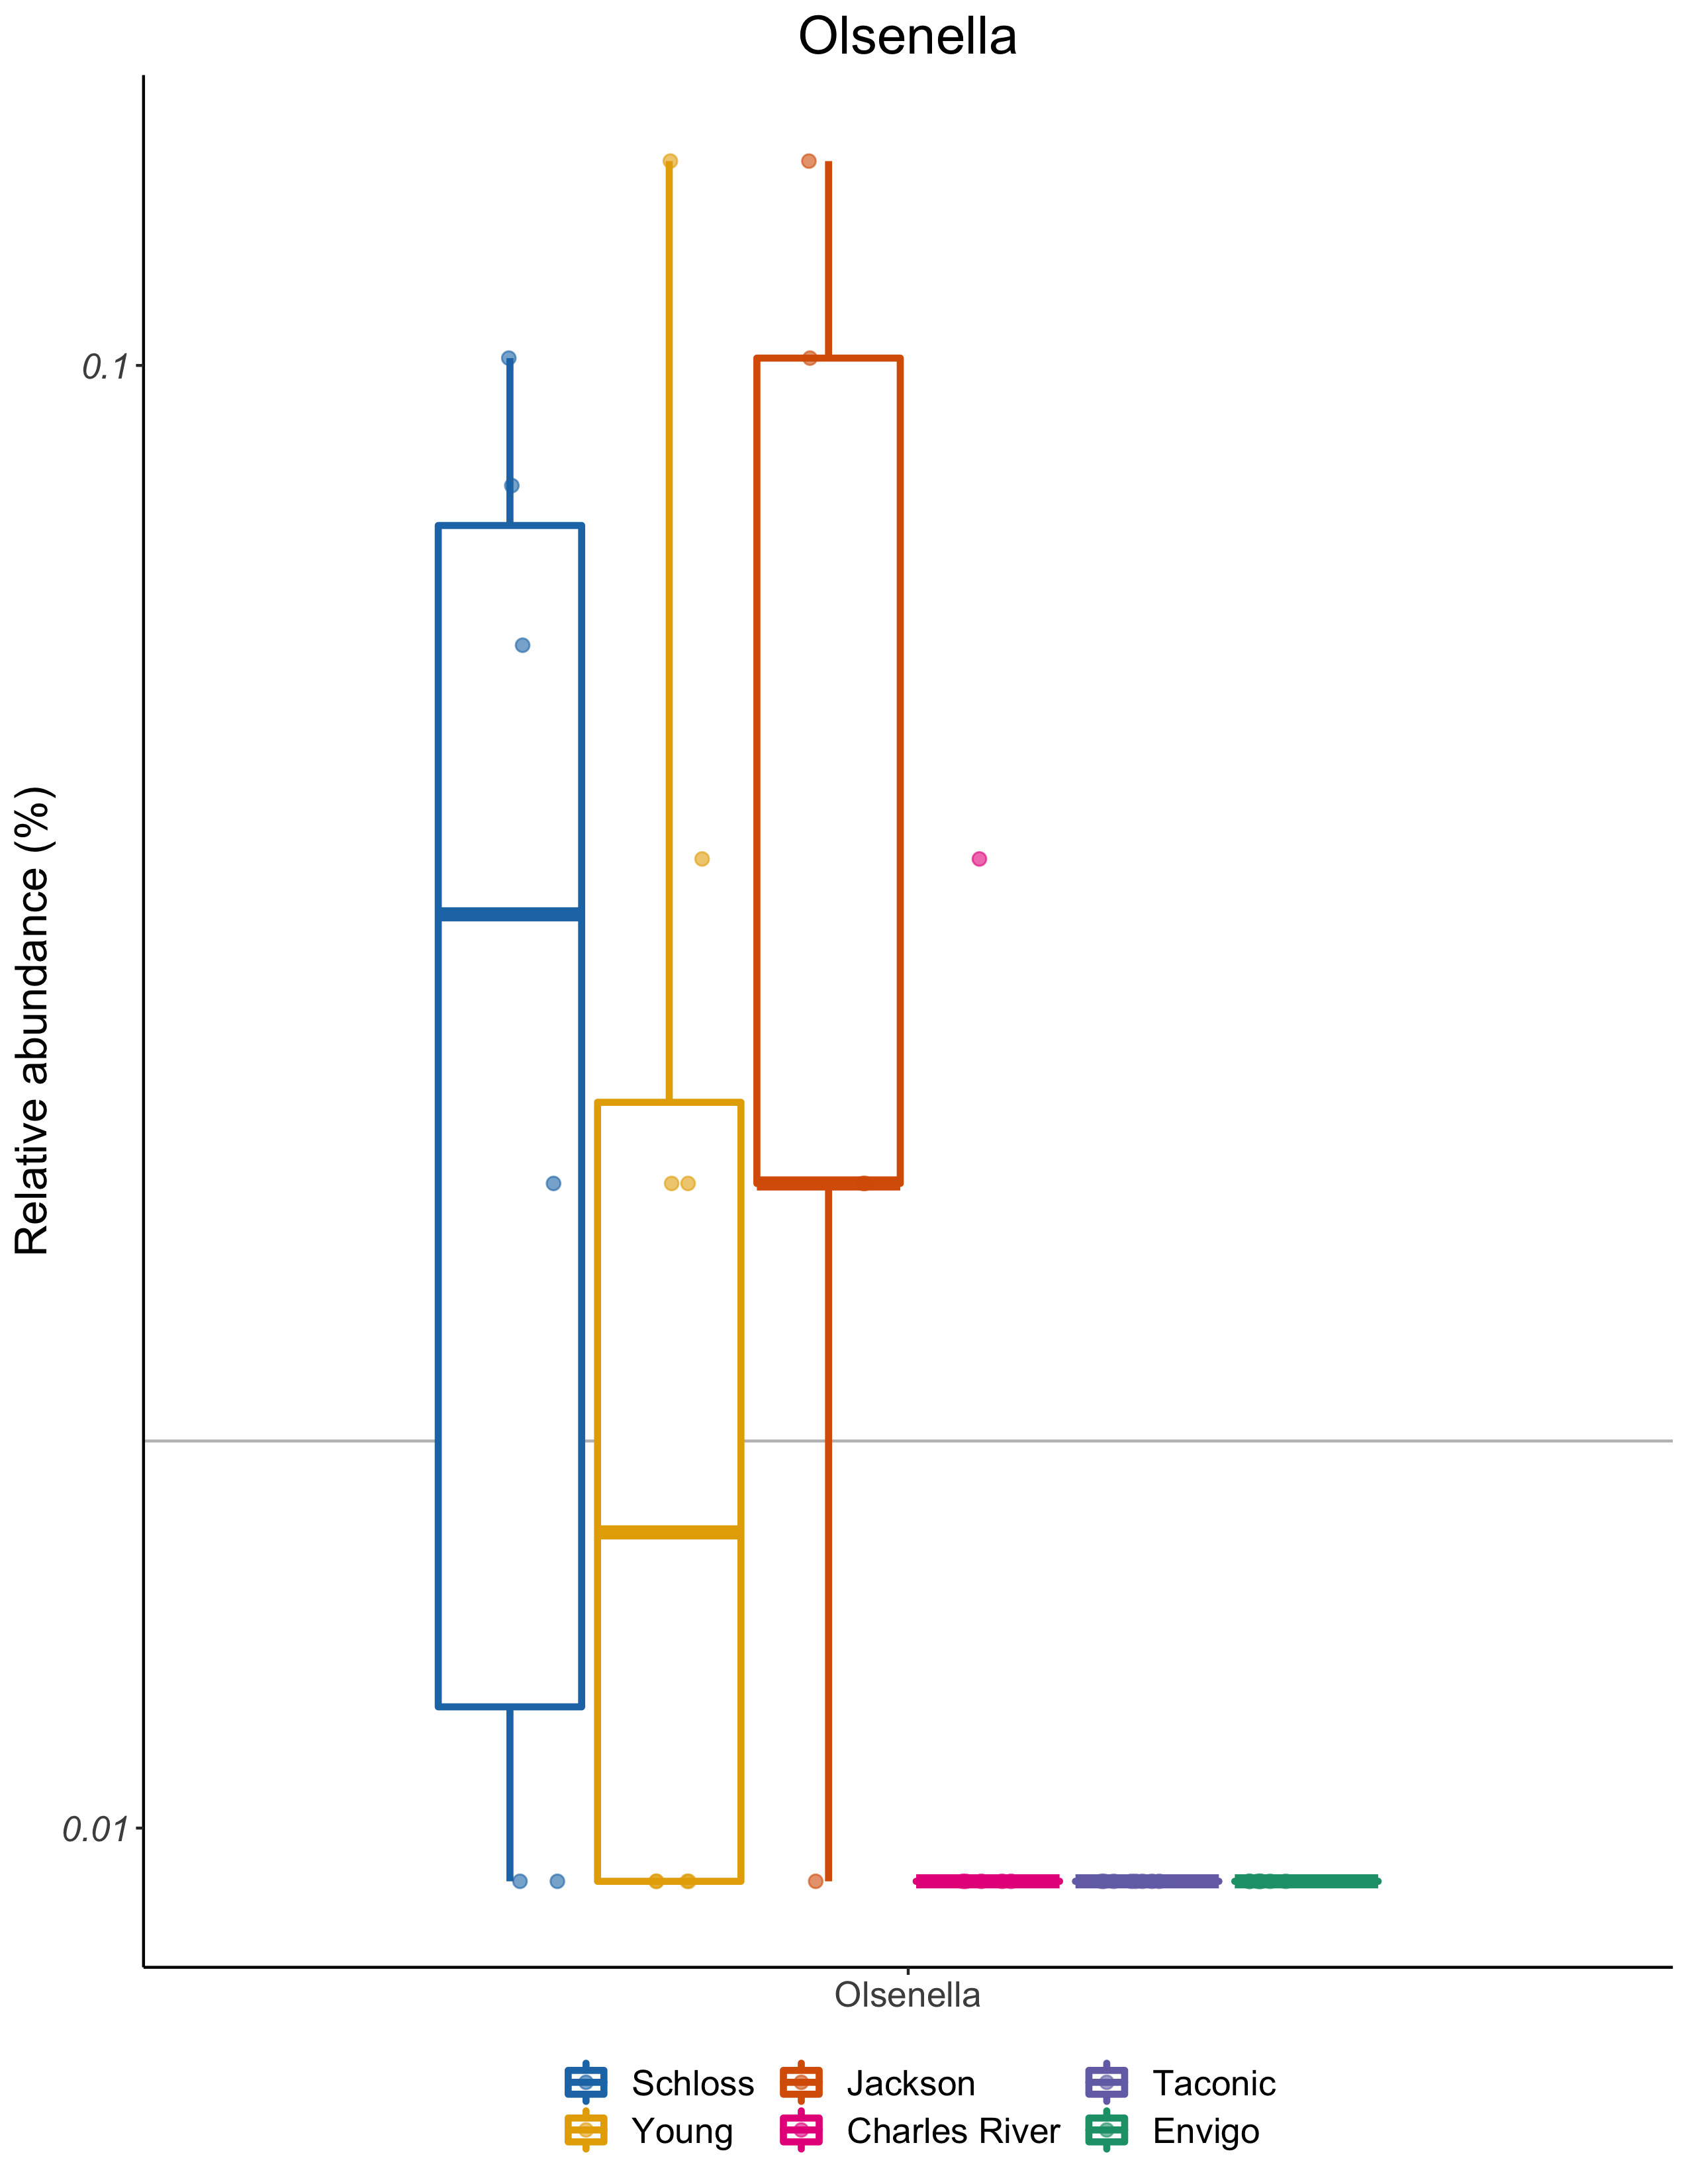 Olsenella
0.1
Relative abundance (%)
0.01
Olsenella
Schloss Jackson Taconic
Young Charles River Envigo